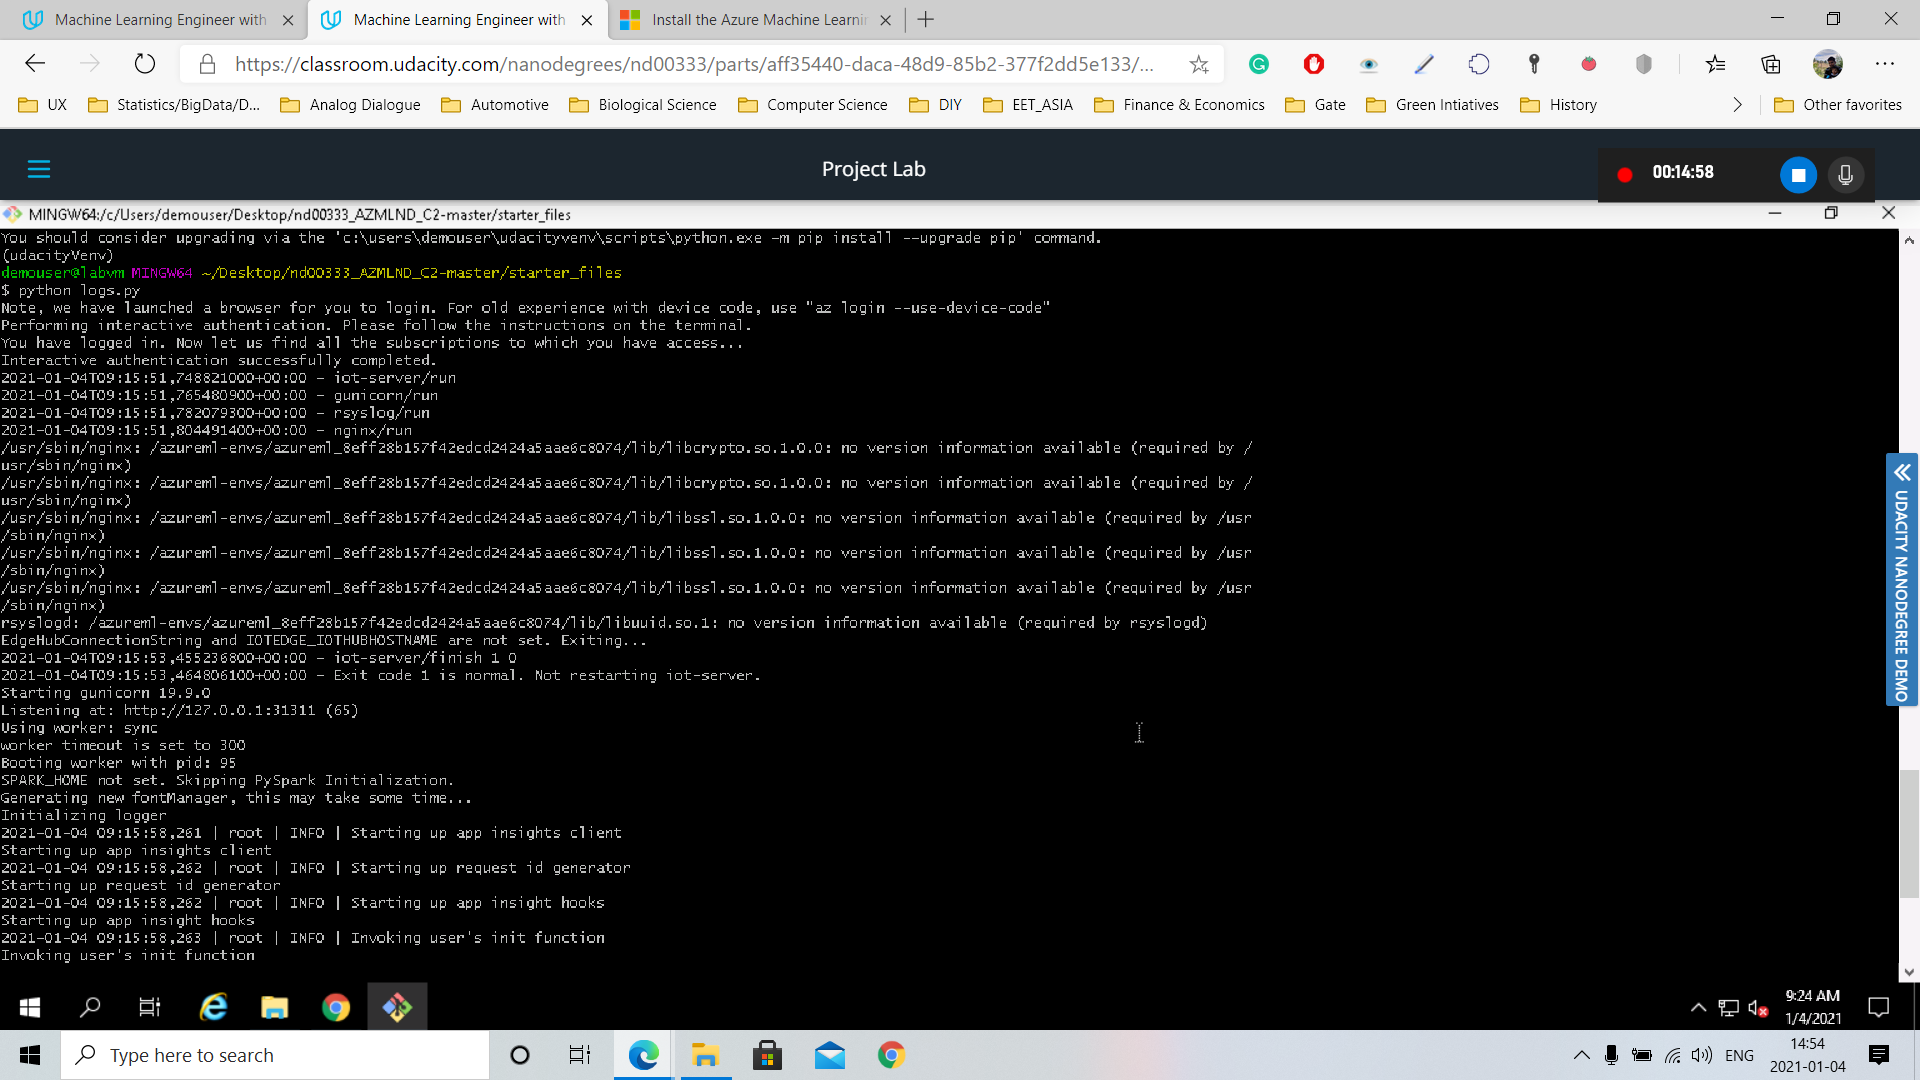 Machine Learning Engineer with
Machine Learning Engineer with
Install the Azure Machine Learnin
https://classroom.udacity.com/nanodegrees/nd00333/parts/aff35440-daca-48d9-85b2-377f2dd5e133/...
UX
Statistics/BigData/D...
Analog Dialogue
Automotive
Biological Science
Computer Science
DIY
EET_ASIA
Finance & Economics
Gate
Green Intiatives
History
Other favorites
Project Lab
00:14:58
MINGW64:/c/Users/demouser/Desktop/nd00333_AZMLND_C2-master/starter_files
You should consider upgrading via the 'c:\users\demouser\udacityvenv\scripts\python.exe -m pip install --upgrade pip' command.
(udacityVenv)
demouser@labvm MINGW64 ~/Desktop/nd00333_AZMLND_C2-master/starter_files
$ python logs.py
Note, we have launched a browser for you to login. For old experience with device code, use "az login --use-device-code"
Performing interactive authentication. Please follow the instructions on the terminal.
You have logged in. Now let us find all the subscriptions to which you have access...
Interactive authentication successfully completed.
2021-01-04T09:15:51,748821000+00:00 - iot-server/run
2021-01-04T09:15:51,765480900+00:00 - gunicorn/run
2021-01-04T09:15:51,782079300+00:00 - rsyslog/run
2021-01-04T09:15:51,804491400+00:00 - nginx/run
/usr/sbin/nginx: /azureml-envs/azureml_8eff28b157f42edcd2424a5aae6c8074/lib/libcrypto.so.1.0.0: no version information available (required by /
usr/sbin/nginx)
/usr/sbin/nginx: /azureml-envs/azureml_8eff28b157f42edcd2424a5aae6c8074/lib/libcrypto.so.1.0.0: no version information available (required by /
usr/sbin/nginx)
/usr/sbin/nginx: /azureml-envs/azureml_8eff28b157f42edcd2424a5aae6c8074/lib/libssl.so.1.0.0: no version information available (required by /usr
/sbin/nginx)
/usr/sbin/nginx: /azureml-envs/azureml_8eff28b157f42edcd2424a5aae6c8074/lib/libssl.so.1.0.0: no version information available (required by /usr
/sbin/nginx)
/usr/sbin/nginx: /azureml-envs/azureml_8eff28b157f42edcd2424a5aae6c8074/lib/libssl.so.1.0.0: no version information available (required by /usr
/sbin/nginx)
rsyslogd: /azureml-envs/azureml_8eff28b157f42edcd2424a5aae6c8074/lib/libuuid.so.1: no version information available (required by rsyslogd)
EdgeHubConnectionString and IOTEDGE_IOTHUBHOSTNAME are not set. Exiting...
2021-01-04T09:15:53,455236800+00:00 - iot-server/finish 1 0
2021-01-04T09:15:53,464806100+00:00 - Exit code 1 is normal. Not restarting iot-server.
Starting gunicorn 19.9.0
Listening at: http://127.0.0.1:31311 (65)
Using worker: sync
worker timeout is set to 300
Booting worker with pid: 95
SPARK_HOME not set. Skipping PySpark Initialization.
Generating new fontManager, this may take some time...
Initializing logger
2021-01-04 09:15:58,261 | root | INFO | Starting up app insights client
Starting up app insights client
2021-01-04 09:15:58,262 | root | INFO | Starting up request id generator
Starting up request id generator
2021-01-04 09:15:58,262 | root | INFO | Starting up app insight hooks
Starting up app insight hooks
2021-01-04 09:15:58,263 | root | INFO | Invoking user's init function
Invoking user's init function
UDACITY NANODEGREE DEMO
9:24 AM
1/4/2021
Type here to search
ENG
14:54
2021-01-04